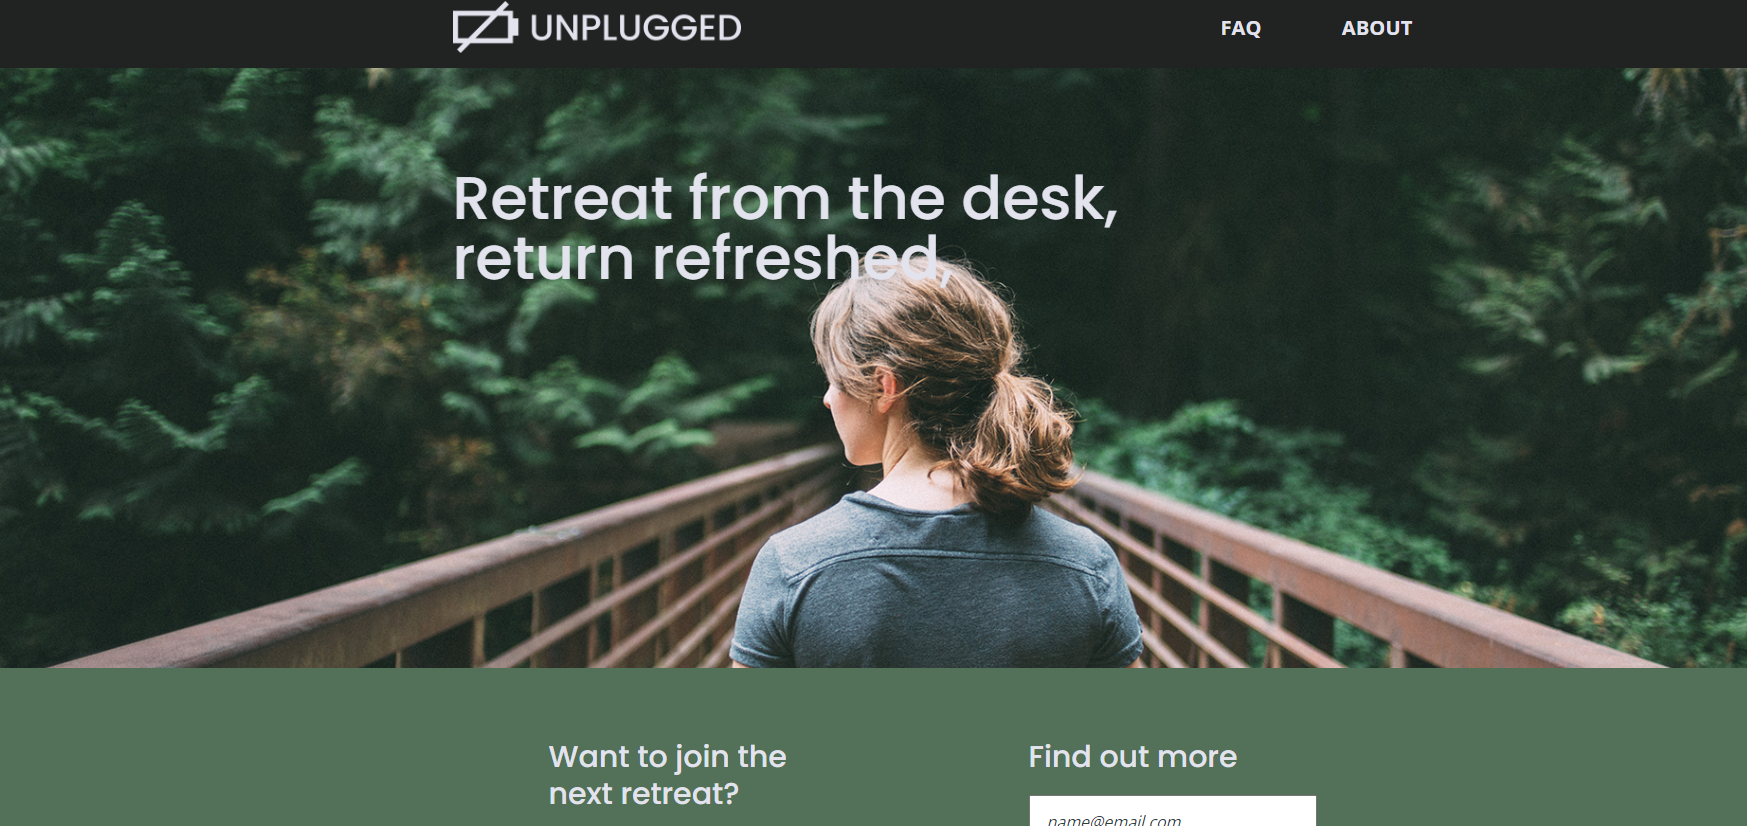 UNPLUGGED
FAQ
ABOUT
Retreat from the desk,
return refreshed,
Want to join the
next retreat?
Find out more
name@email.com